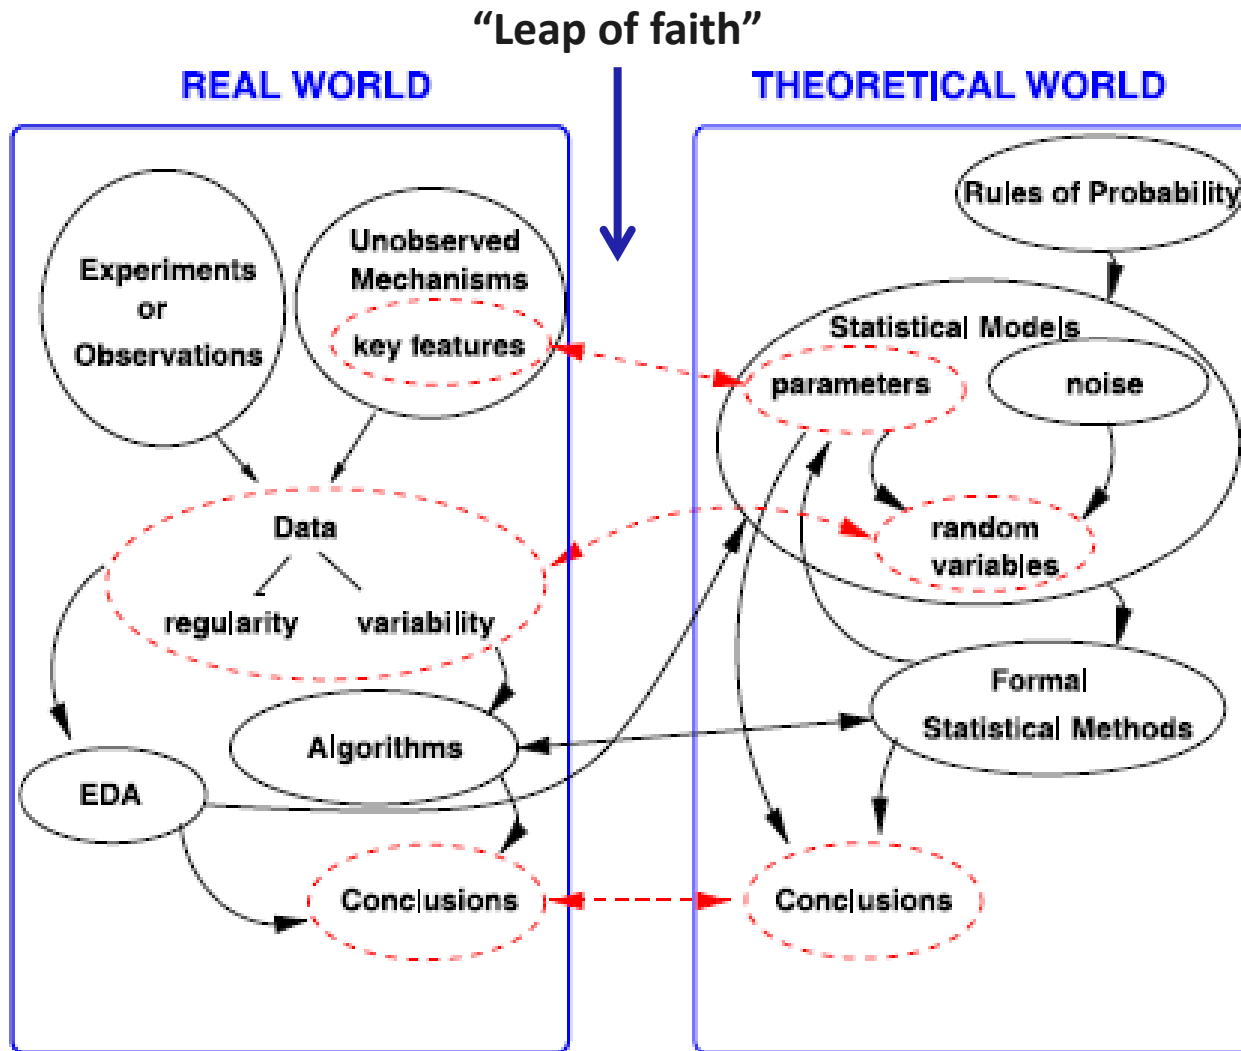 “Leap of faith”
REAL WORLD
THEORETICAL WORLD
Experiments
or
Observations
Unobserved
Mechanisms
key features
Data
regularity
variability
Algorithms
EDA
Conclusions
Rules of Probability
Statistical Models
parameters
noise
random
variables
Formal
Statistical Methods
Conclusions